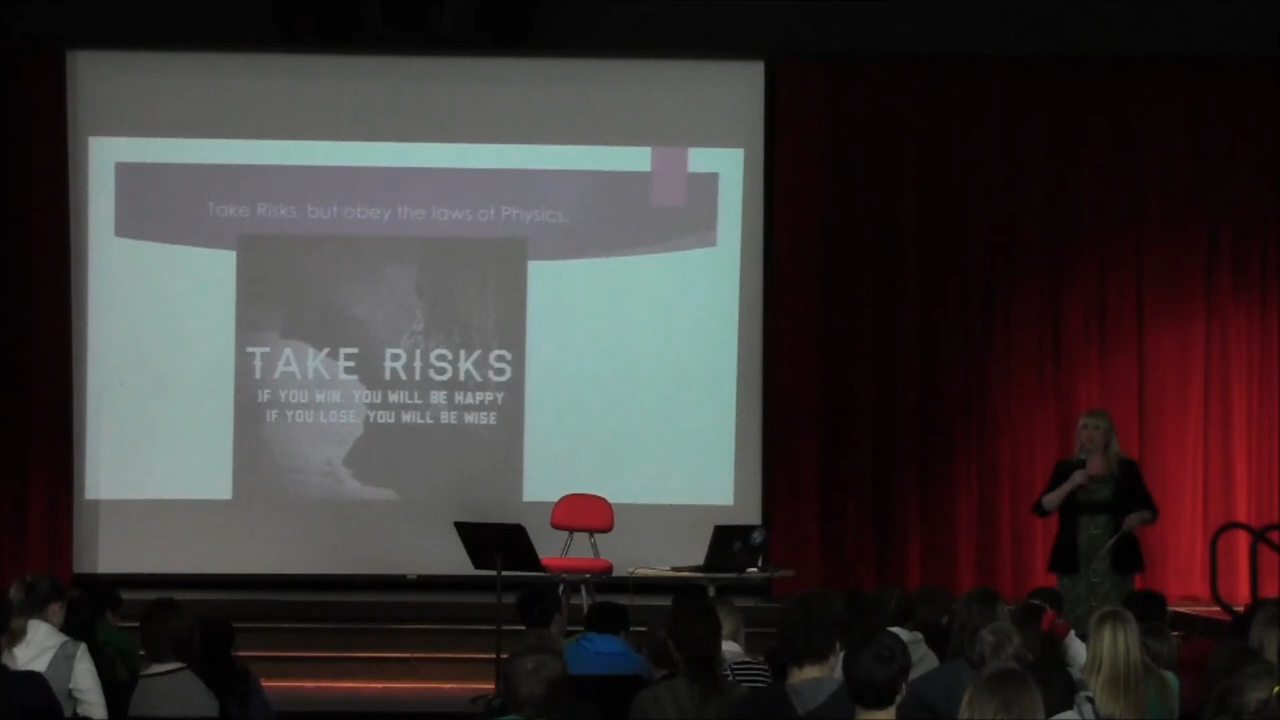 Take Risks, but obey the laws of Physics.
TAKE RISKS
IF YOU WIN, YOU WILL BE HAPPY
IF YOU LOSE, YOU WILL BE WISE